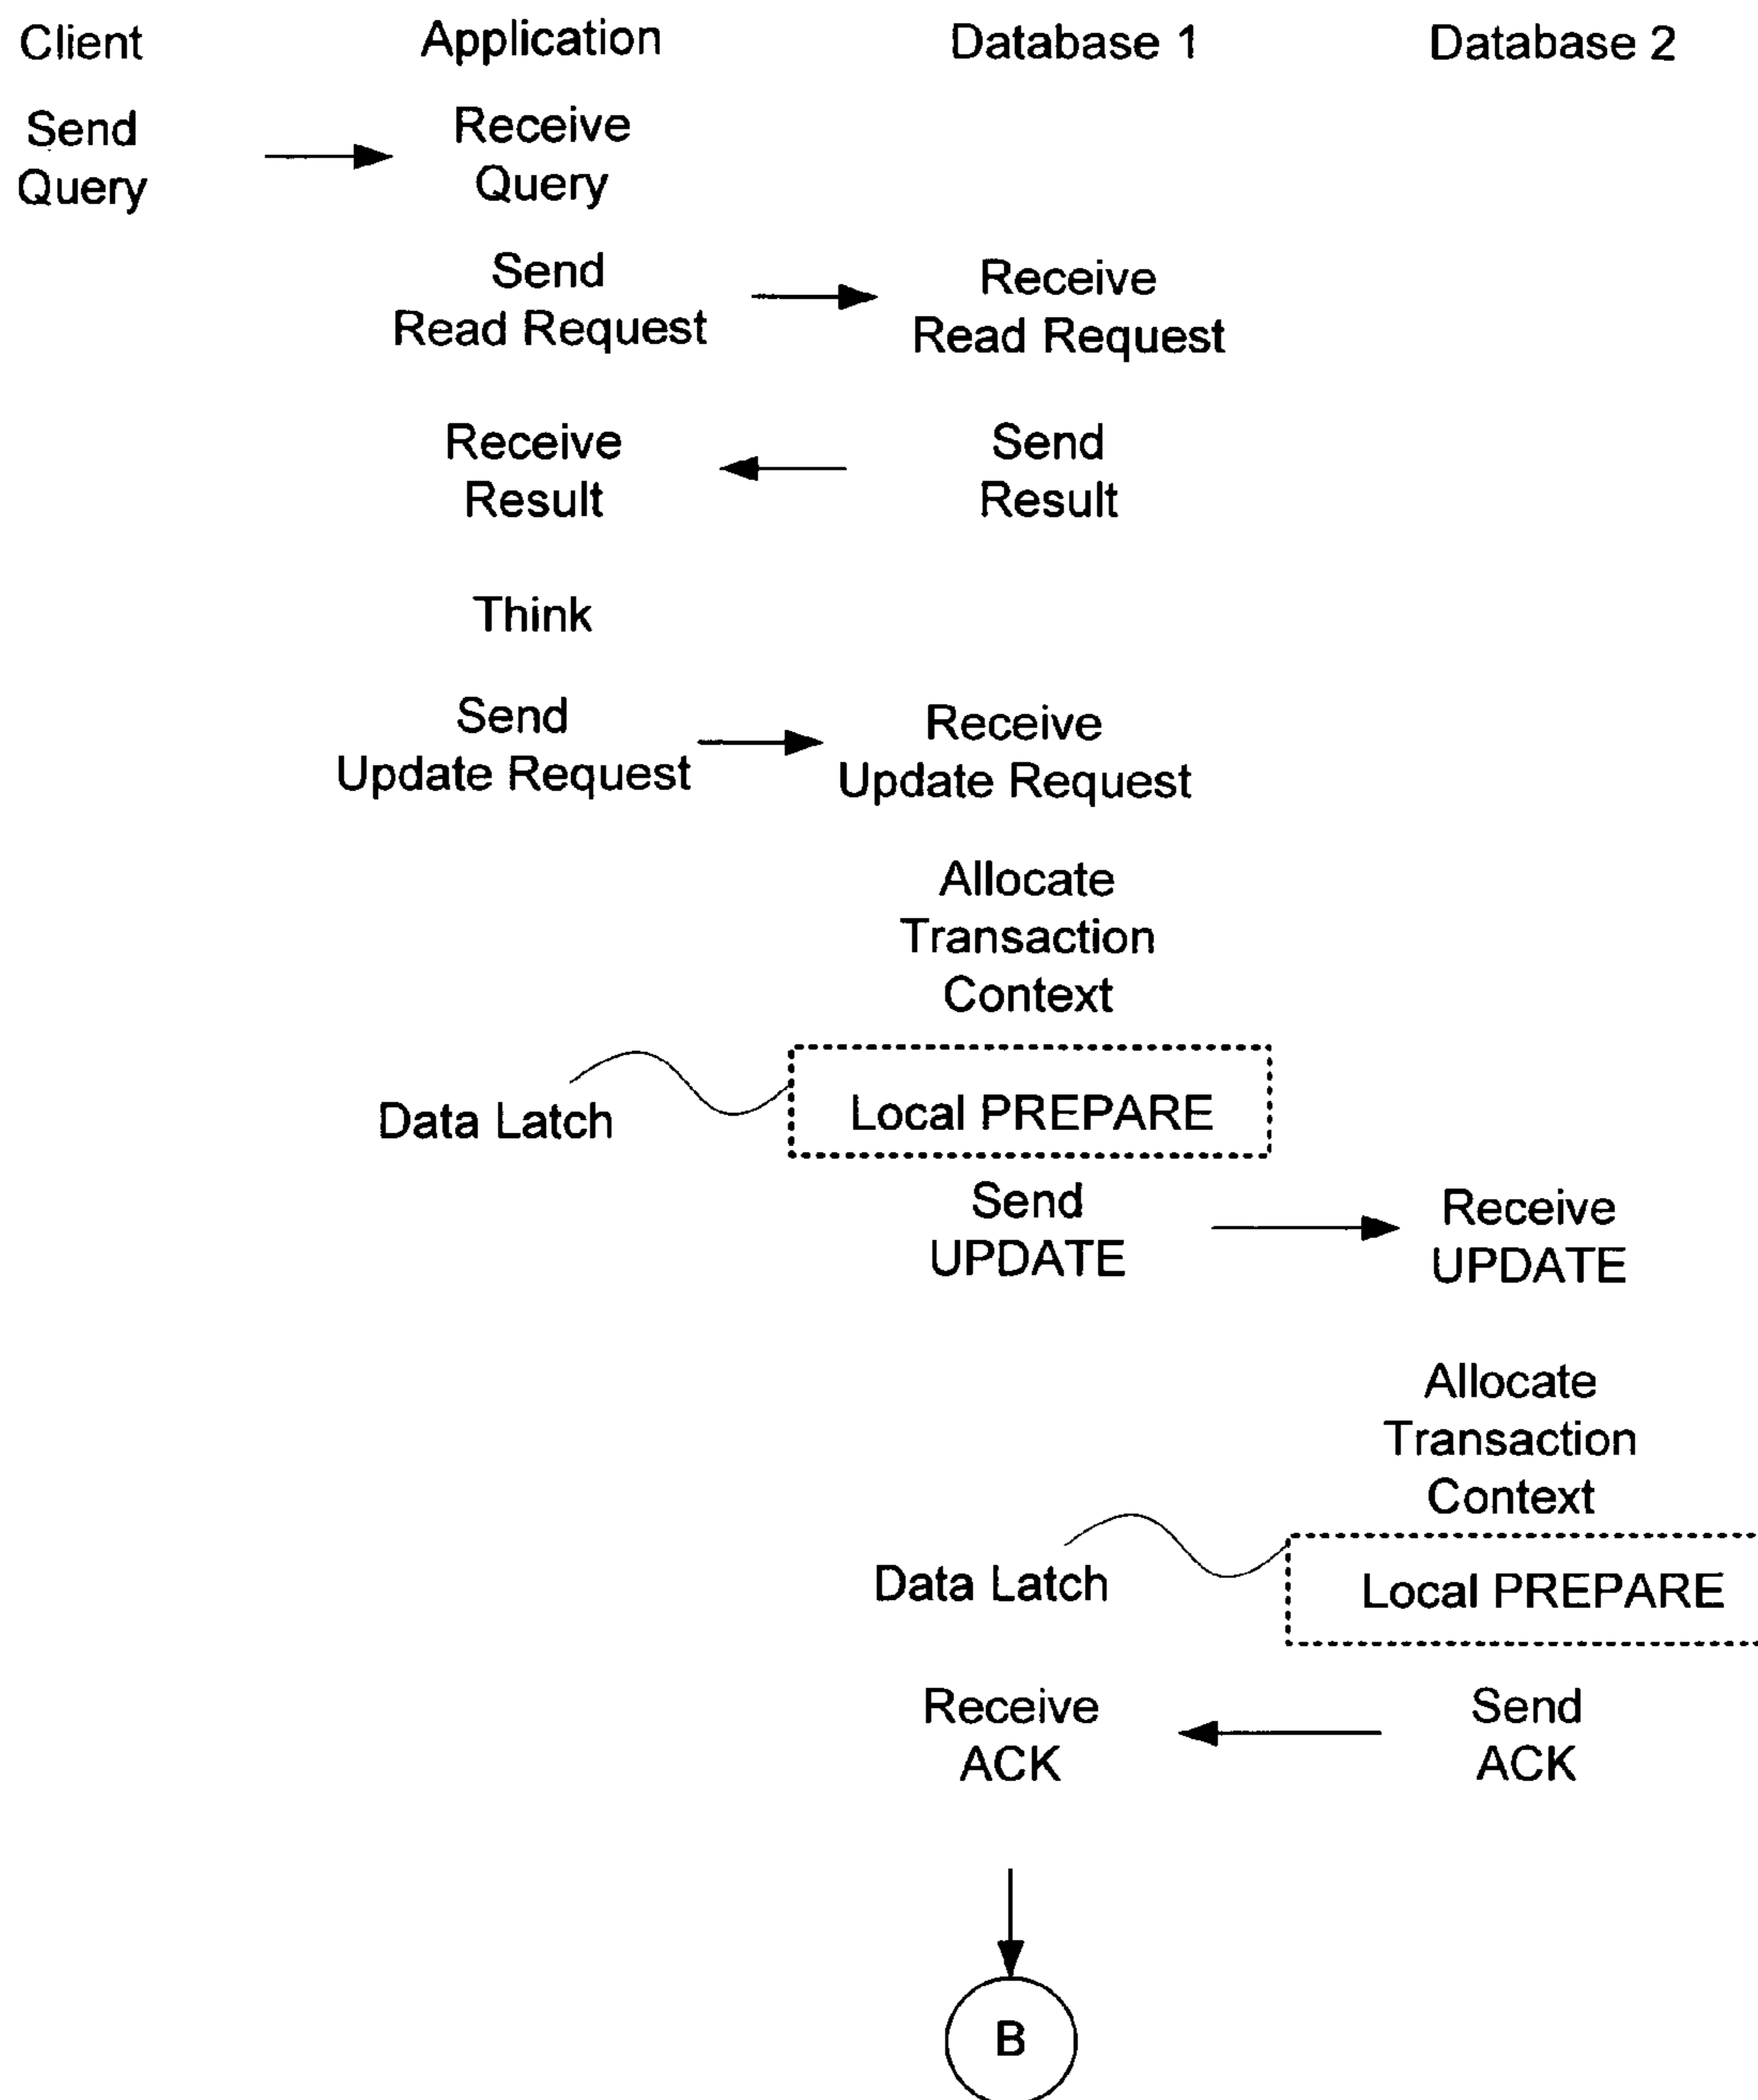 Client
Application
Database 1
Database 2
Send
Query
Receive
Query
Send
Read Request
Receive
Read Request
Receive
Result
Send
Result
Think
Send
Update Request
Receive
Update Request
Allocate
Transaction
Context
Data Latch
Local PREPARE
Send
UPDATE
Receive
UPDATE
Allocate
Transaction
Context
Data Latch
Local PREPARE
Receive
ACK
Send
ACK
B